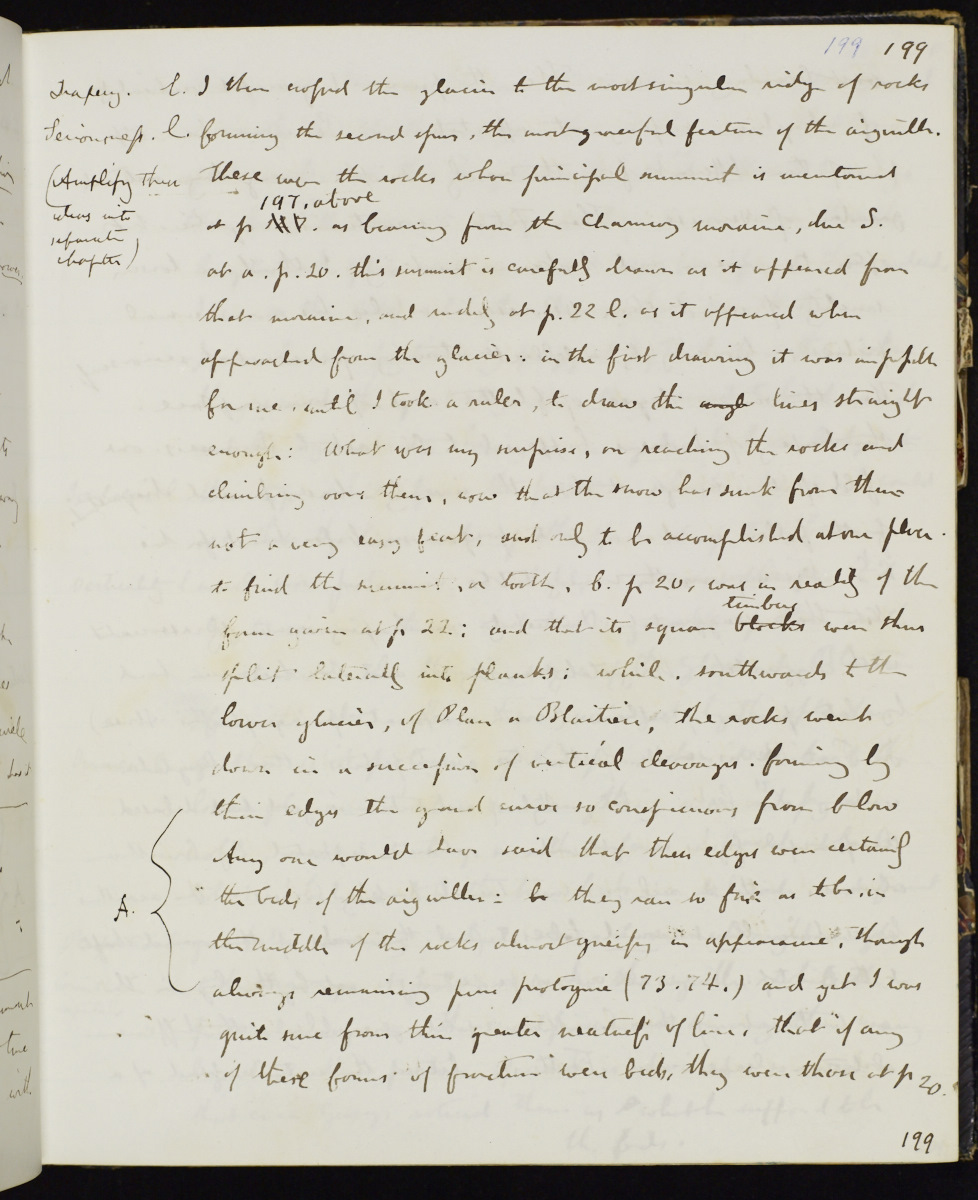 199 199
Drapery. l. I then crossed the glacier to the most singular ridge of rocks
Seriousness. l. forming the second spur, the most graceful feature of the aiguille.
(Amplify these ideas into separate chapter)
These were the rocks whose principal summit is mentioned
197, above
at p. as bearing from the Chamouny moraine, due S.
at a. p. 20. this summit is carefully drawn as it appeared from
that moraine, and rudely at p. 22 l. as it appeared when
approached from the glacier: in the first drawing it was impossible
for me, until I took a ruler, to draw the angle lines straight
enough: What was my surprise, on reaching the rocks and
climbing over them, now that the snow has sunk from them
not a very easy feat, and only to be accomplished at one place.
to find the summit, or tooth, b. p 20, was in reality of the
timbers
form given at p 22: and that its square blocks were thus
split laterally into planks: while, southwards to the
lower glacier, of Plan or Blaitiere, the rocks went
down in a succession of vertical cleavages. forming by
their edges the grand curve so conspicuous from below
Any one would have said that these edges were certainly
A.
the beds of the aiguille: they ran so fair as to be, in
the middle of the rocks almost gneissy in appearance, though
always remaining pure protogine (73.74.) and yet I was
quite sure from their greater neatness of line, that if any
of these forms of fracture were beds, they were those at p 20.
199